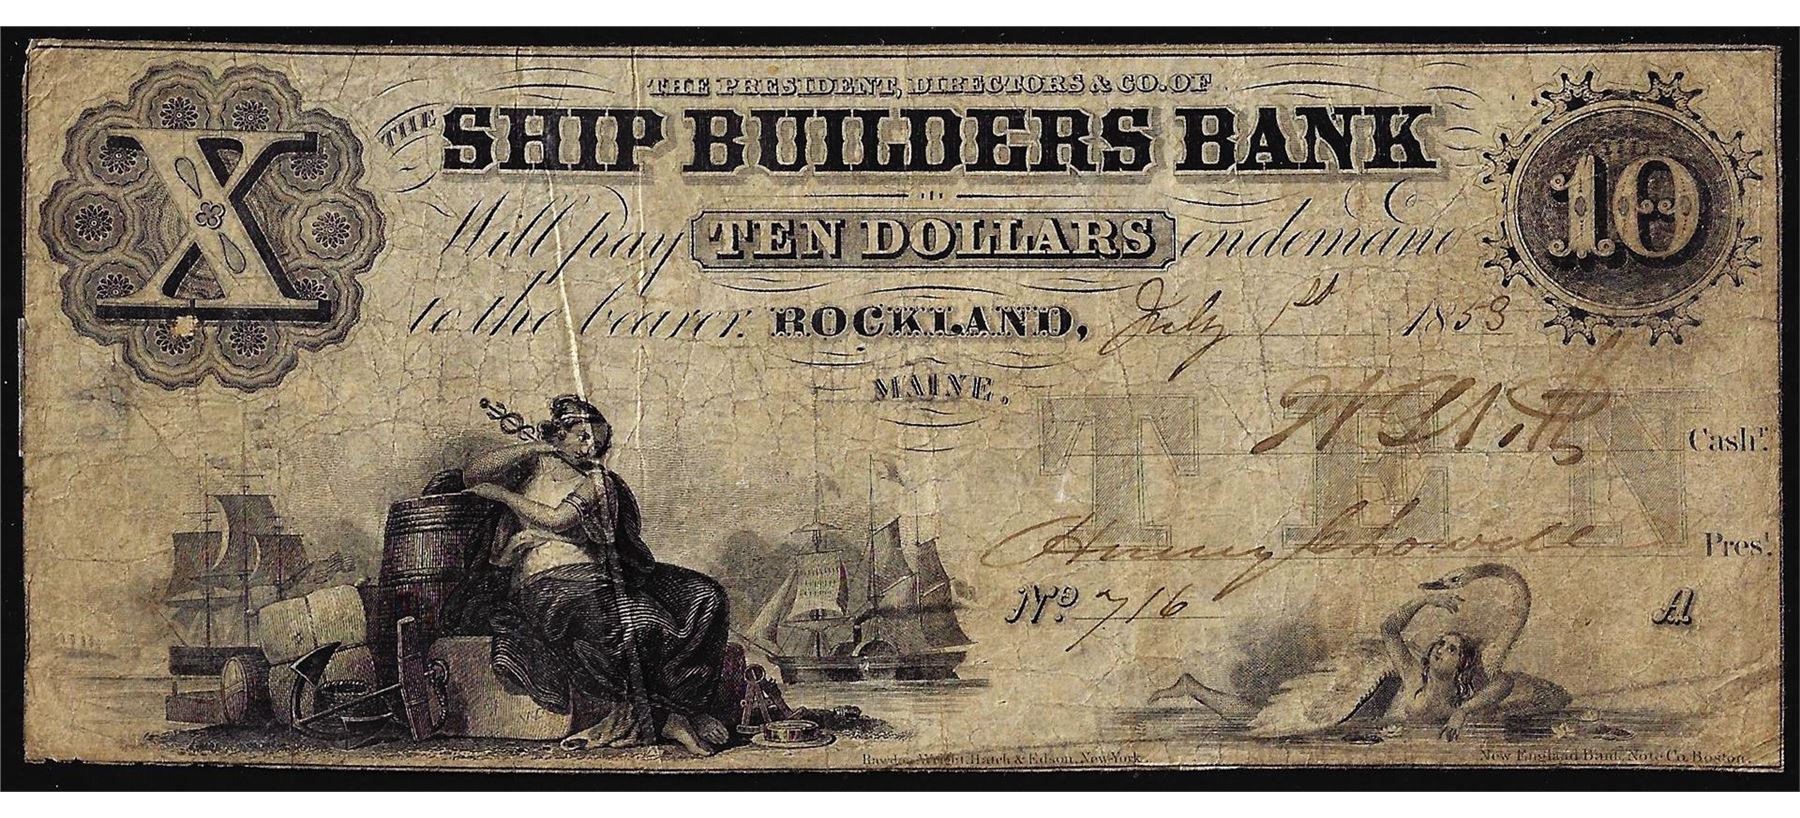 THE PRESIDENT, DIRECTORS & CO. OF
THE SHIP BUILDERS BANK
X
10
Will pay TEN DOLLARS on demand
to the bearer. ROCKLAND, July 1st 1853
MAINE.
TEN
Cashr.
Prest.
No 716
A
Rawdon, Wright, Hatch & Edson, New-York.
New England Bank Note Co. Boston.